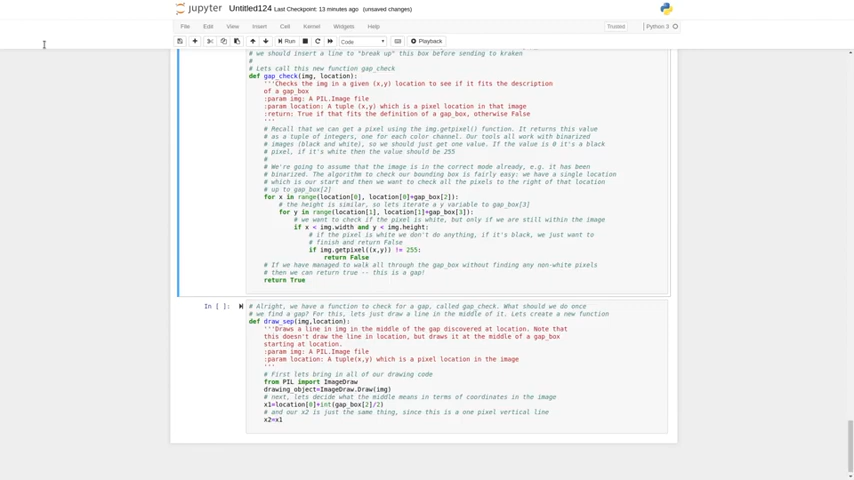 jupyter Untitled124 Last Checkpoint: 13 minutes ago (unsaved changes)
File Edit View Insert Cell Kernel Widgets Help Trusted Python 3
Run Code Playback
# we should insert a line to "break up" this box before sending to kraken
#
# Lets call this new function gap_check
def gap_check(img, location):
'''Checks the img in a given (x,y) location to see if it fits the description
of a gap_box
:param img: A PIL.Image file
:param location: A tuple (x,y) which is a pixel location in that image
:return: True if that fits the definition of a gap_box, otherwise False
'''
# Recall that we can get a pixel using the img.getpixel() function. It returns this value
# as a tuple of integers, one for each color channel. Our tools all work with binarized
# images (black and white), so we should just get one value. If the value is 0 it's a black
# pixel, if it's white then the value should be 255
#
# We're going to assume that the image is in the correct mode already, e.g. it has been
# binarized. The algorithm to check our bounding box is fairly easy: we have a single location
# which is our start and then we want to check all the pixels to the right of that location
# up to gap_box[2]
for x in range(location[0], location[0]+gap_box[2]):
# the height is similar, so lets iterate a y variable to gap_box[3]
for y in range(location[1], location[1]+gap_box[3]):
# we want to check if the pixel is white, but only if we are still within the image
if x < img.width and y < img.height:
# if the pixel is white we don't do anything, if it's black, we just want to
# finish and return False
if img.getpixel((x,y)) != 255:
return False
# If we have managed to walk all through the gap_box without finding any non-white pixels
# then we can return true -- this is a gap!
return True
In [ ]:
# Alright, we have a function to check for a gap, called gap_check. What should we do once
# we find a gap? For this, lets just draw a line in the middle of it. Lets create a new function
def draw_sep(img,location):
'''Draws a line in img in the middle of the gap discovered at location. Note that
this doesn't draw the line in location, but draws it at the middle of a gap_box
starting at location.
:param img: A PIL.Image file
:param location: A tuple(x,y) which is a pixel location in the image
'''
# First lets bring in all of our drawing code
from PIL import ImageDraw
drawing_object=ImageDraw.Draw(img)
# next, lets decide what the middle means in terms of coordinates in the image
x1=location[0]+int(gap_box[2]/2)
# and our x2 is just the same thing, since this is a one pixel vertical line
x2=x1